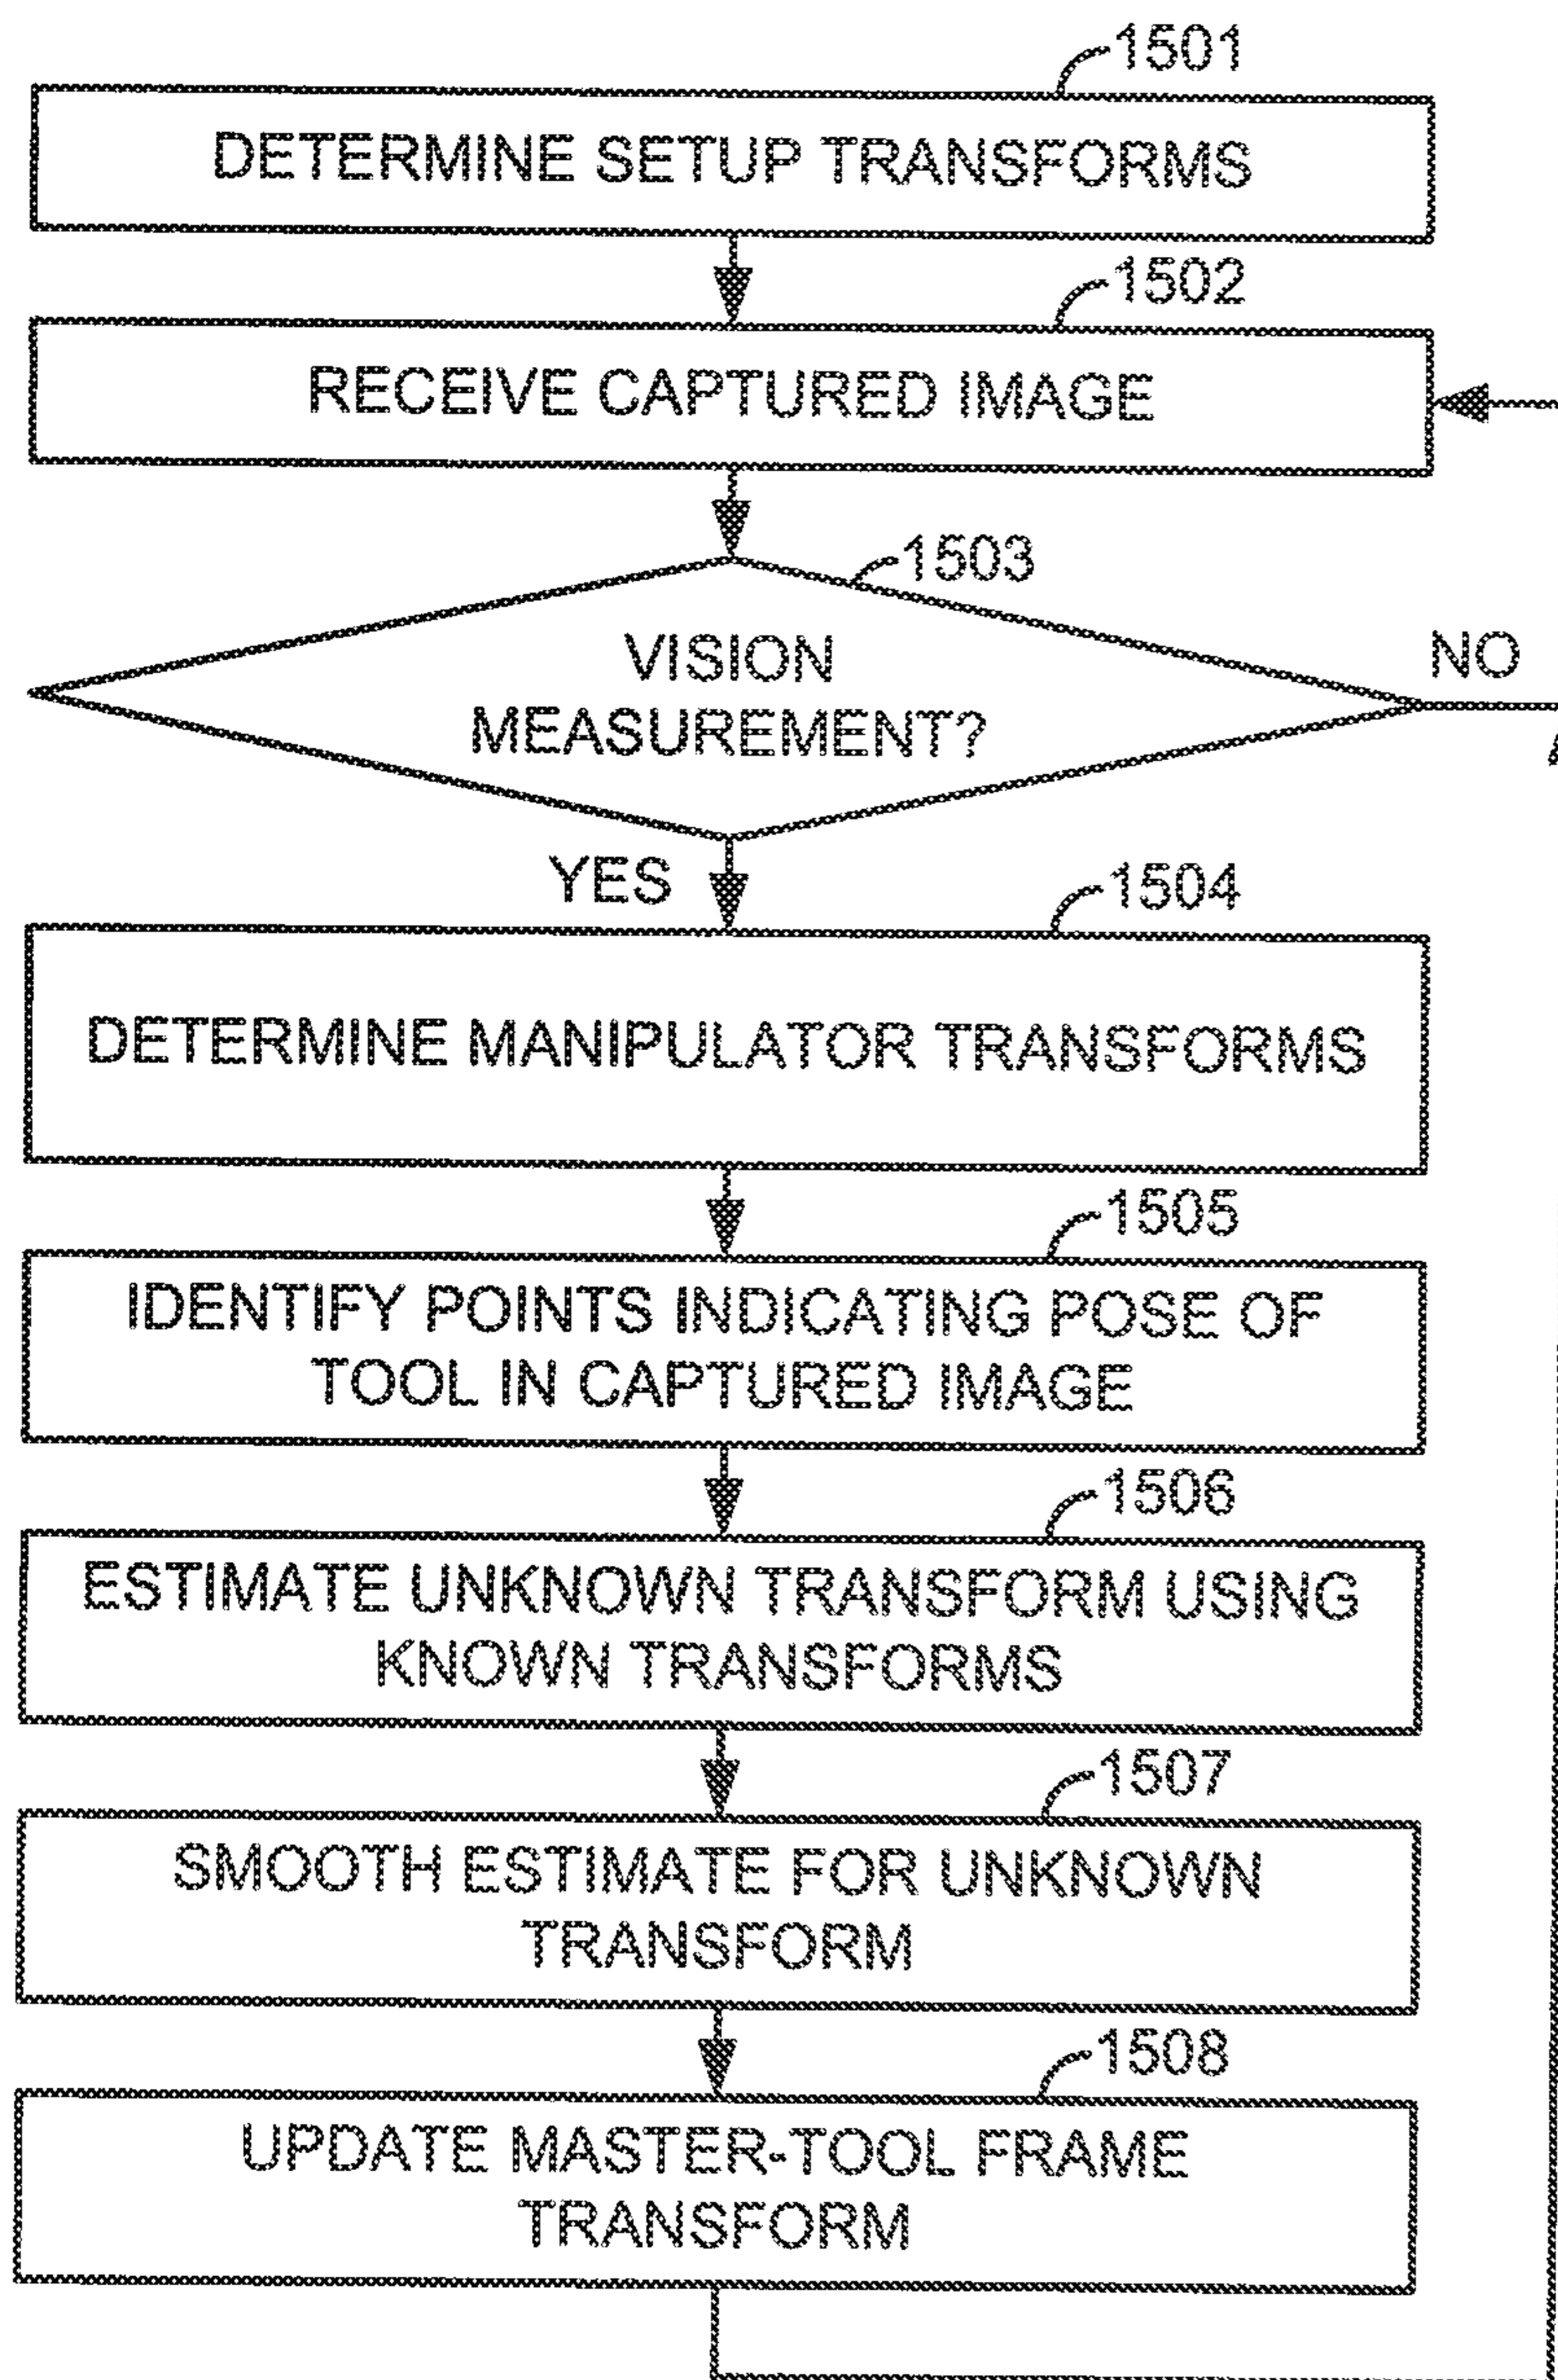 1501
DETERMINE SETUP TRANSFORMS
1502
RECEIVE CAPTURED IMAGE
1503
VISION
MEASUREMENT?
NO
YES
1504
DETERMINE MANIPULATOR TRANSFORMS
1505
IDENTIFY POINTS INDICATING POSE OF
TOOL IN CAPTURED IMAGE
1506
ESTIMATE UNKNOWN TRANSFORM USING
KNOWN TRANSFORMS
1507
SMOOTH ESTIMATE FOR UNKNOWN
TRANSFORM
1508
UPDATE MASTER-TOOL FRAME
TRANSFORM